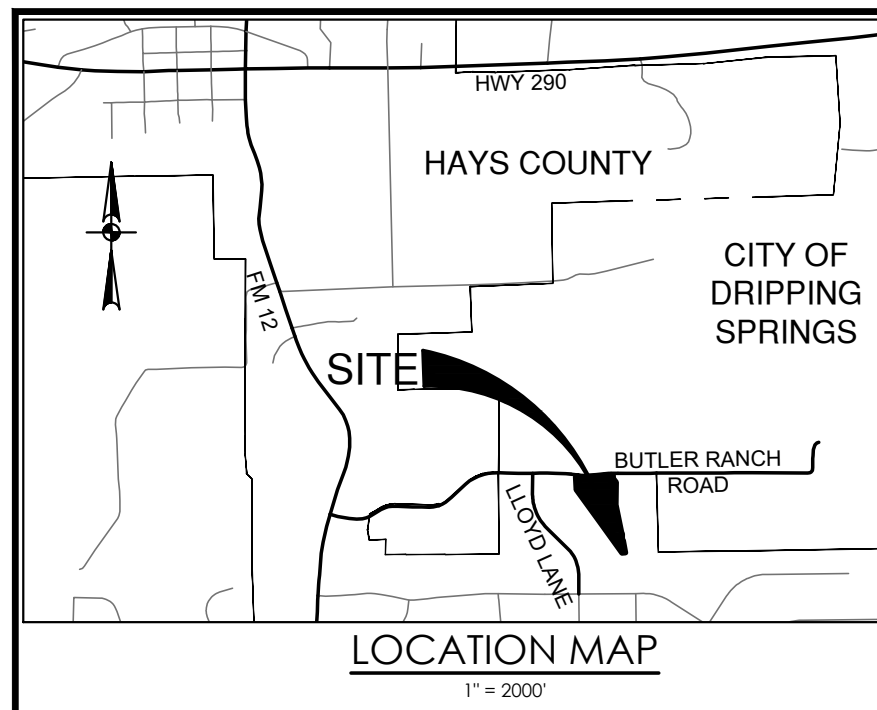 HWY 290
HAYS COUNTY
CITY OF
DRIPPING
SPRINGS
FM 12
SITE
BUTLER RANCH
ROAD
LLOYD LANE
LOCATION MAP
1" = 2000'